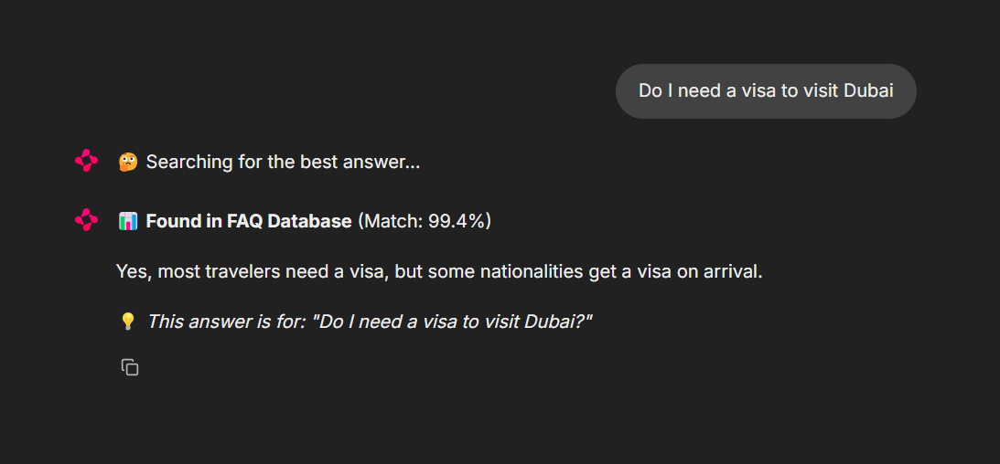 Do I need a visa to visit Dubai
🤔 Searching for the best answer...
📊 Found in FAQ Database (Match: 99.4%)
Yes, most travelers need a visa, but some nationalities get a visa on arrival.
💡 This answer is for: "Do I need a visa to visit Dubai?"